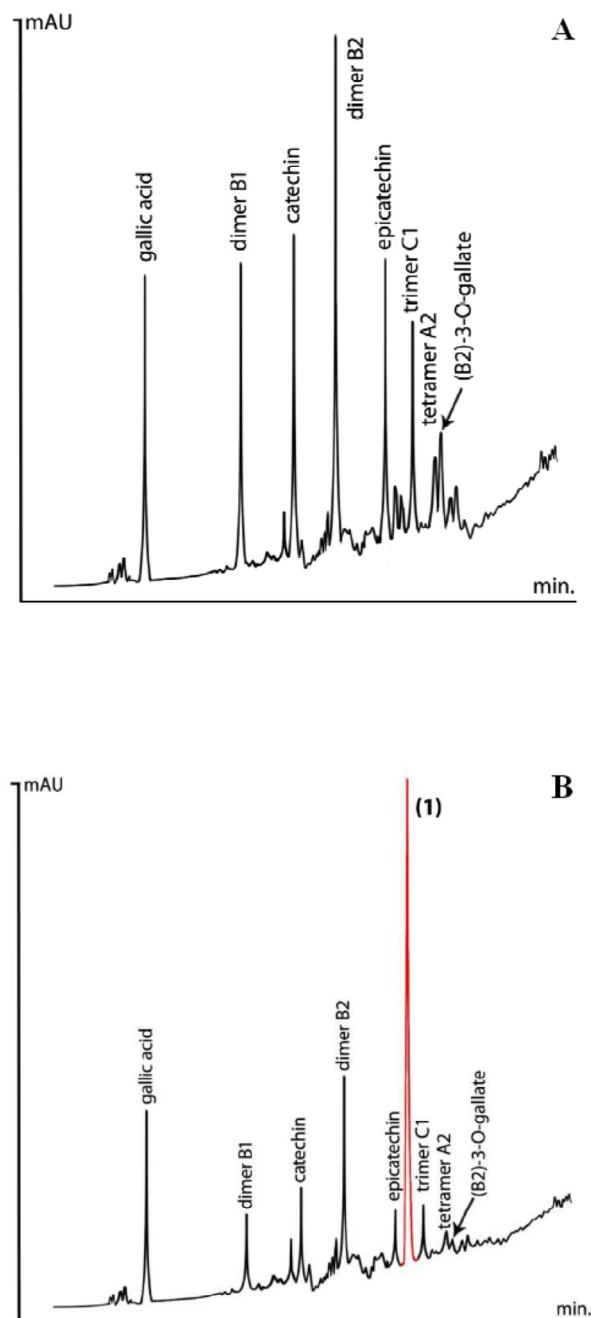 mAU
A
gallic acid
dimer B1
catechin
dimer B2
epicatechin
trimer C1
tetramer A2
(B2)-3-O-gallate
min.
mAU
B
(1)
gallic acid
dimer B1
catechin
dimer B2
epicatechin
trimer C1
tetramer A2
(B2)-3-O-gallate
min.